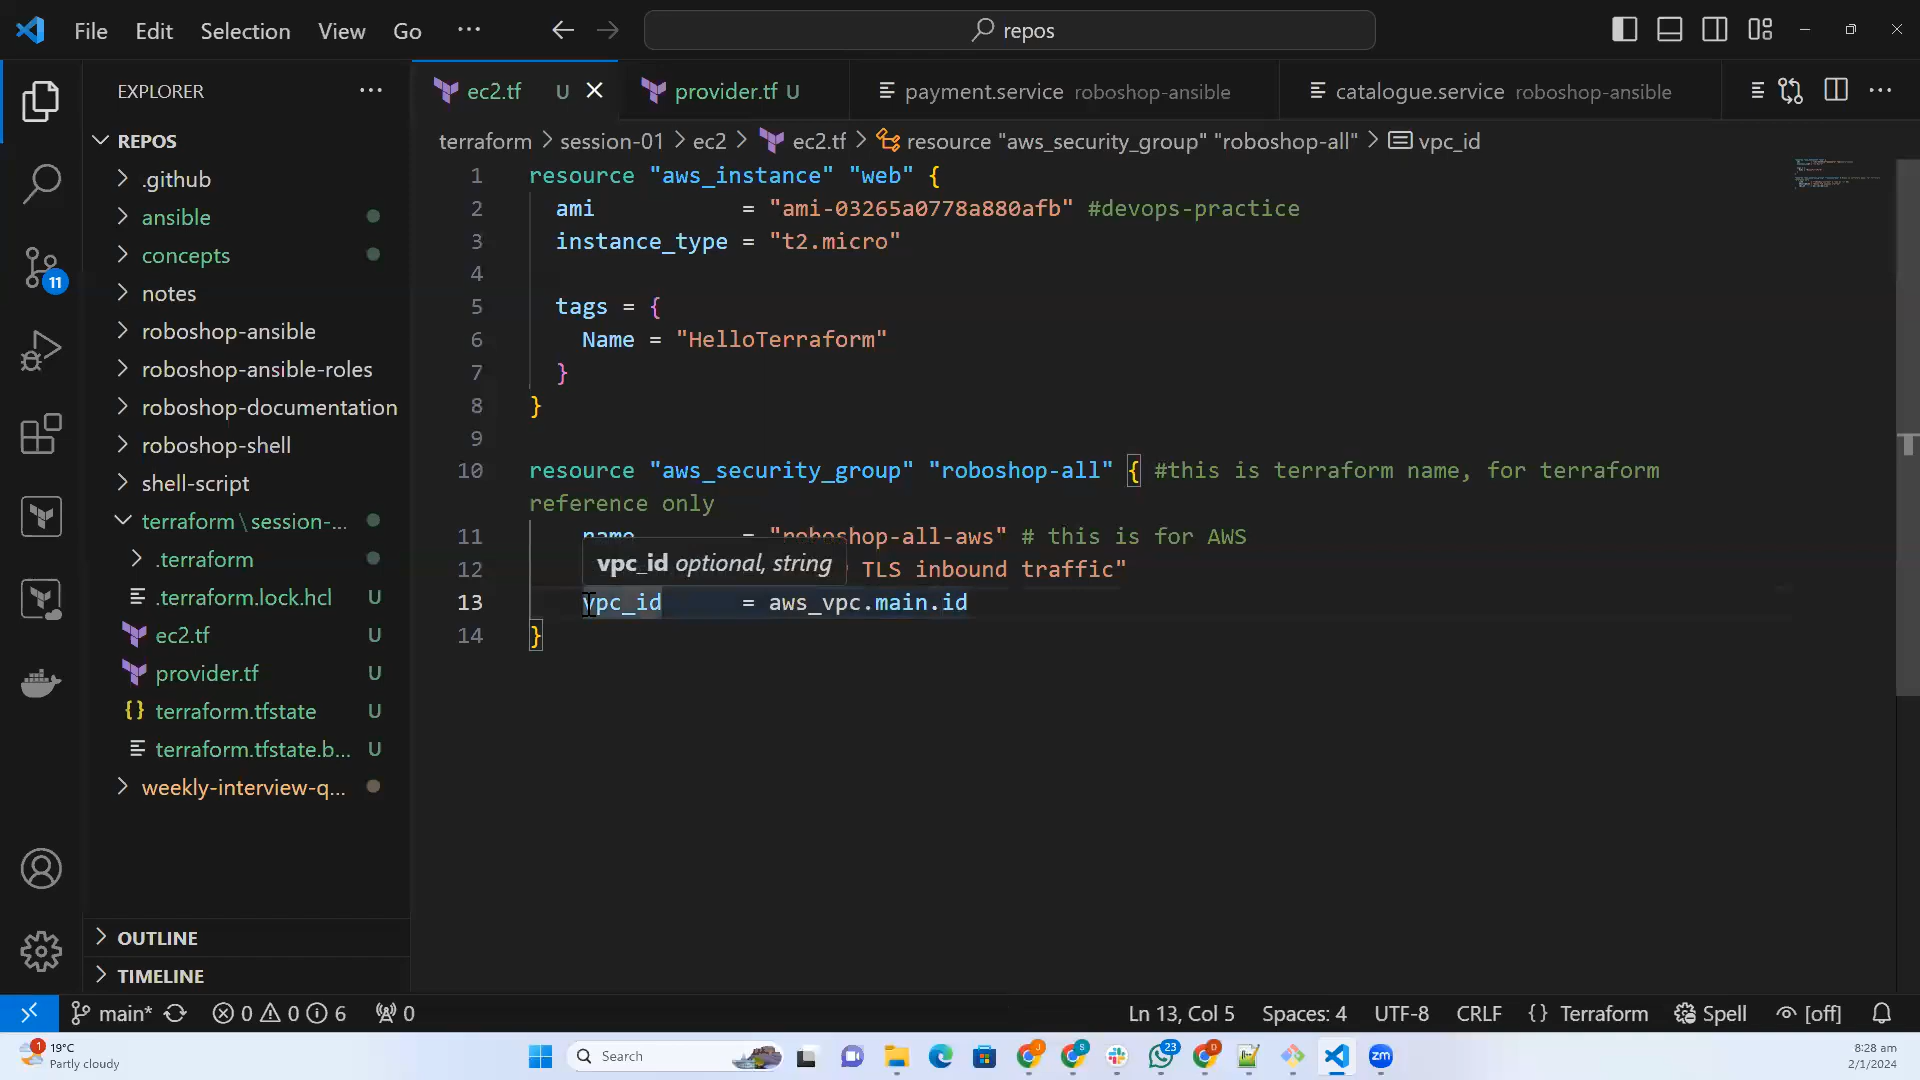 File Edit Selection View Go ··· repos
EXPLORER ···
REPOS
.github
ansible
concepts
notes
roboshop-ansible
roboshop-ansible-roles
roboshop-documentation
roboshop-shell
shell-script
terraform\session-...
.terraform
.terraform.lock.hcl U
ec2.tf U
provider.tf U
terraform.tfstate U
terraform.tfstate.b... U
weekly-interview-q...
OUTLINE
TIMELINE
11
ec2.tf U provider.tf U payment.service roboshop-ansible catalogue.service roboshop-ansible ···
terraform > session-01 > ec2 > ec2.tf > resource "aws_security_group" "roboshop-all" > vpc_id
1 resource "aws_instance" "web" {
2 ami = "ami-03265a0778a880afb" #devops-practice
3 instance_type = "t2.micro"
4
5 tags = {
6 Name = "HelloTerraform"
7 }
8 }
9
10 resource "aws_security_group" "roboshop-all" { #this is terraform name, for terraform
reference only
11 name = "roboshop-all-aws" # this is for AWS
vpc_id optional, string
12 TLS inbound traffic"
13 vpc_id = aws_vpc.main.id
14 }
main* 0 0 6 0 Ln 13, Col 5 Spaces: 4 UTF-8 CRLF {} Terraform Spell [off]
1 19°C
Partly cloudy
Search
23
zm
8:28 am
2/1/2024